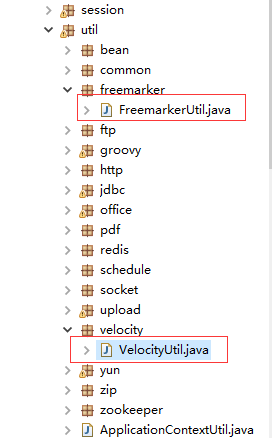 session
util
bean
common
freemarker
FreemarkerUtil.java
ftp
groovy
http
jdbc
office
pdf
redis
schedule
socket
upload
velocity
VelocityUtil.java
yun
zip
zookeeper
ApplicationContextUtil.java